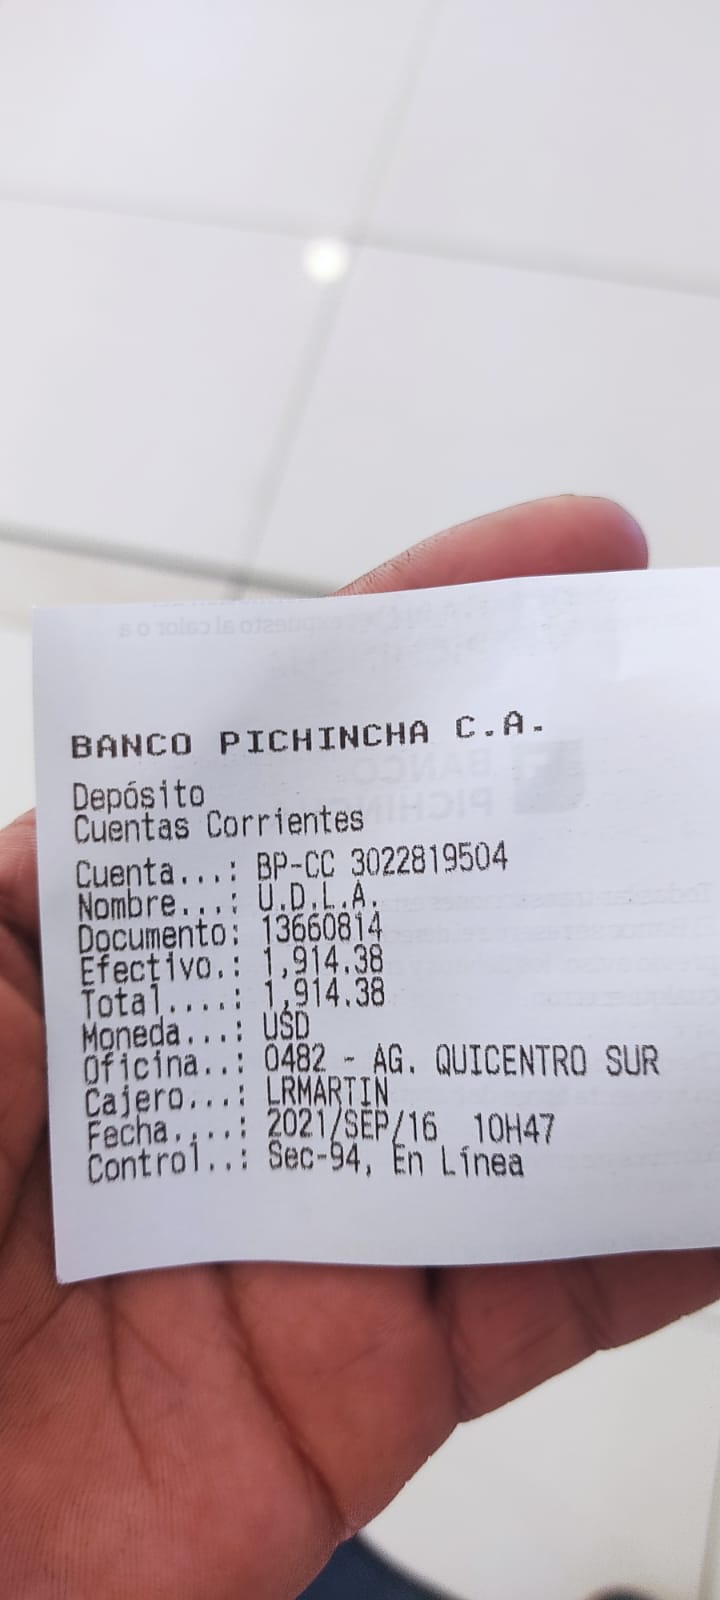 BANCO PICHINCHA C.A.
Depósito
Cuentas Corrientes
Cuenta...: BP-CC 3022819504
Nombre...: U.D.L.A.
Documento: 13660814
Efectivo.: 1,914.38
Total....: 1,914.38
Moneda...: USD
Oficina..: 0482 - AG. QUICENTRO SUR
Cajero...: LRMARTIN
Fecha....: 2021/SEP/16 10H47
Control..: Sec-94, En Línea